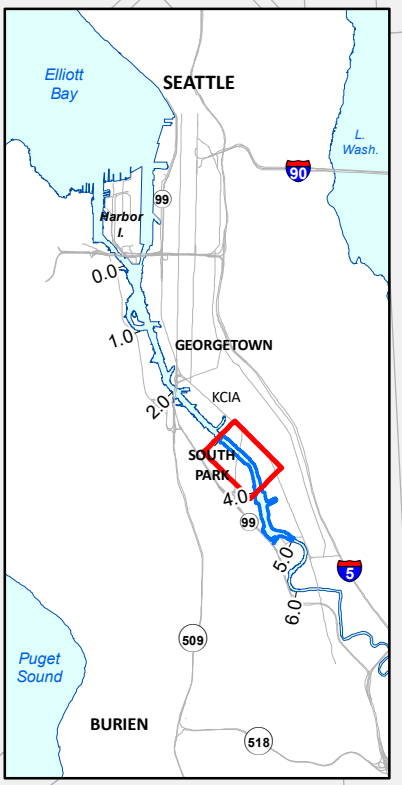 Elliott
Bay
SEATTLE
L.
Wash.
90
99
Harbor
I.
0.0
1.0
GEORGETOWN
2.0
KCIA
SOUTH
PARK
4.0
99
5.0
5
6.0
509
Puget
Sound
BURIEN
518